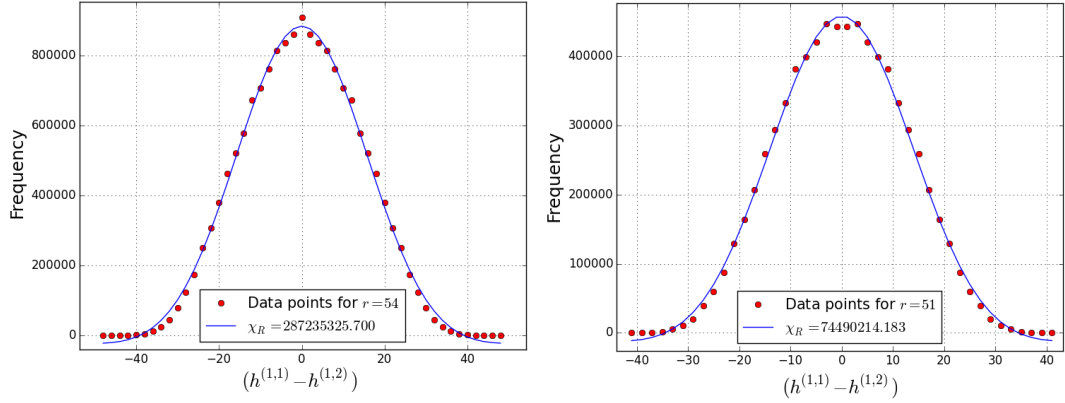 Frequency
800000
600000
400000
200000
0
−40 −20 0 20 40
(h^(1,1) − h^(1,2))
Data points for r = 54
χ_R = 287235325.700
Frequency
400000
300000
200000
100000
0
−40 −30 −20 −10 0 10 20 30 40
(h^(1,1) − h^(1,2))
Data points for r = 51
χ_R = 74490214.183